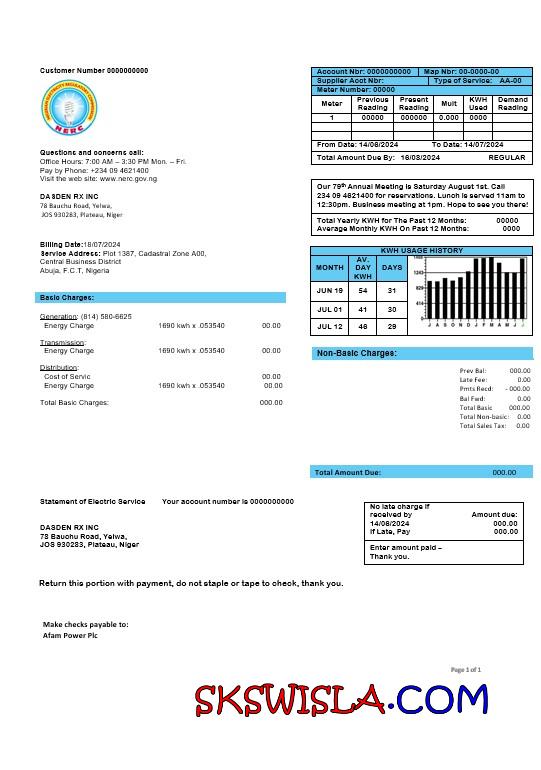 Customer Number 0000000000
NERC
Questions and concerns call:
Office Hours: 7:00 AM – 3:30 PM Mon. – Fri.
Pay by Phone: +234 09 4621400
Visit the web site: www.nerc.gov.ng
DASDEN RX INC
78 Bauchu Road, Yelwa,
JOS 930283, Plateau, Niger
Billing Date:18/07/2024
Service Address: Plot 1387, Cadastral Zone A00,
Central Business District
Abuja, F.C.T, Nigeria
Basic Charges:
Generation: (814) 580-6625
Energy Charge 1690 kwh x .053540 00.00
Transmission:
Energy Charge 1690 kwh x .053540 00.00
Distribution:
Cost of Servic 00.00
Energy Charge 1690 kwh x .053540 00.00
Total Basic Charges: 000.00
Account Nbr: 0000000000 Map Nbr: 00-0000-00
Supplier Acct Nbr: Type of Service: AA-00
Meter Number: 00000
Meter Previous Reading Present Reading Mult KWH Used Demand Reading
1 00000 000000 0.000 0000
From Date: 14/06/2024 To Date: 14/07/2024
Total Amount Due By: 16/03/2024 REGULAR
Our 79th Annual Meeting is Saturday August 1st. Call
234 09 4621400 for reservations. Lunch is served 11am to
12:30pm. Business meeting at 1pm. Hope to see you there!
Total Yearly KWH for The Past 12 Months: 00000
Average Monthly KWH On Past 12 Months: 0000
KWH USAGE HISTORY
MONTH AV. DAY KWH DAYS
JUN 19 54 31
JUL 01 41 30
JUL 12 46 29
J A S O N D J F M A M J J
Non-Basic Charges:
Prev Bal: 000.00
Late Fee: 0.00
Pmts Recd: - 000.00
Bal Fwd: 0.00
Total Basic 000.00
Total Non-basic: 0.00
Total Sales Tax: 0.00
Total Amount Due: 000.00
Statement of Electric Service Your account number is 0000000000
DASDEN RX INC
78 Bauchu Road, Yelwa,
JOS 930283, Plateau, Niger
No late charge if
received by Amount due:
14/08/2024 000.00
If Late, Pay 000.00
Enter amount paid –
Thank you.
Return this portion with payment, do not staple or tape to check, thank you.
Make checks payable to:
Afam Power Plc
Page 1 of 1
SKSWISLA.COM